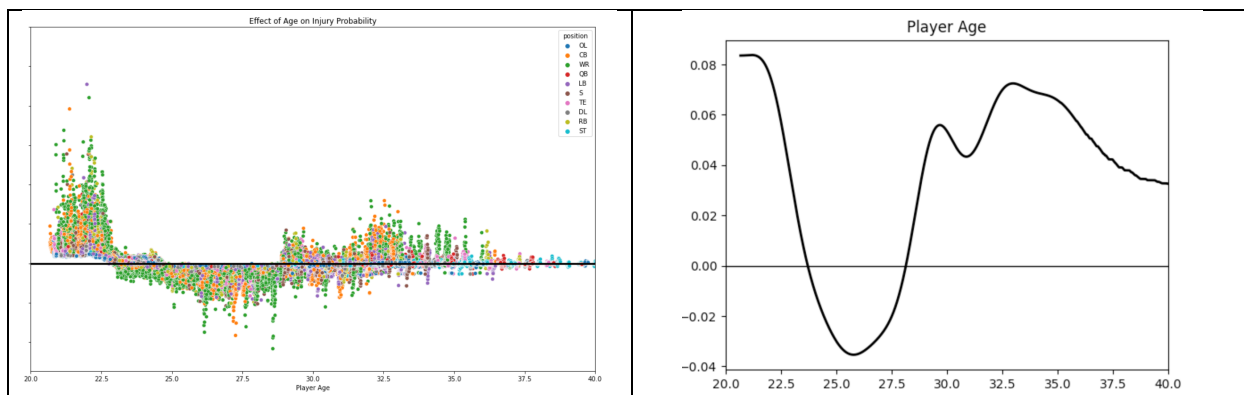 Effect of Age on Injury Probability
position
OL
CB
WR
QB
LB
S
TE
DL
RB
ST
20.0 22.5 25.0 27.5 30.0 32.5 35.0 37.5 40.0
Player Age
Player Age
0.08
0.06
0.04
0.02
0.00
−0.02
−0.04
20.0 22.5 25.0 27.5 30.0 32.5 35.0 37.5 40.0